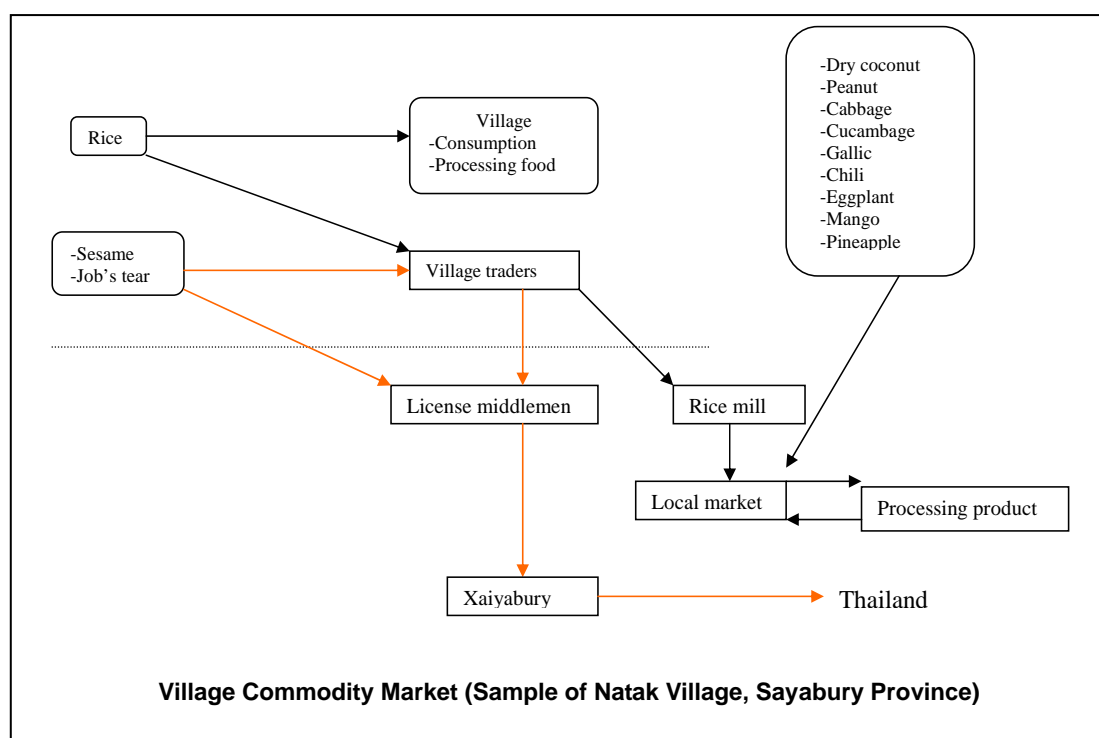 -Dry coconut
-Peanut
-Cabbage
-Cucambage
-Gallic
-Chili
-Eggplant
-Mango
-Pineapple
Rice
Village
-Consumption
-Processing food
-Sesame
-Job’s tear
Village traders
License middlemen
Rice mill
Local market
Processing product
Xaiyabury
Thailand
Village Commodity Market (Sample of Natak Village, Sayabury Province)